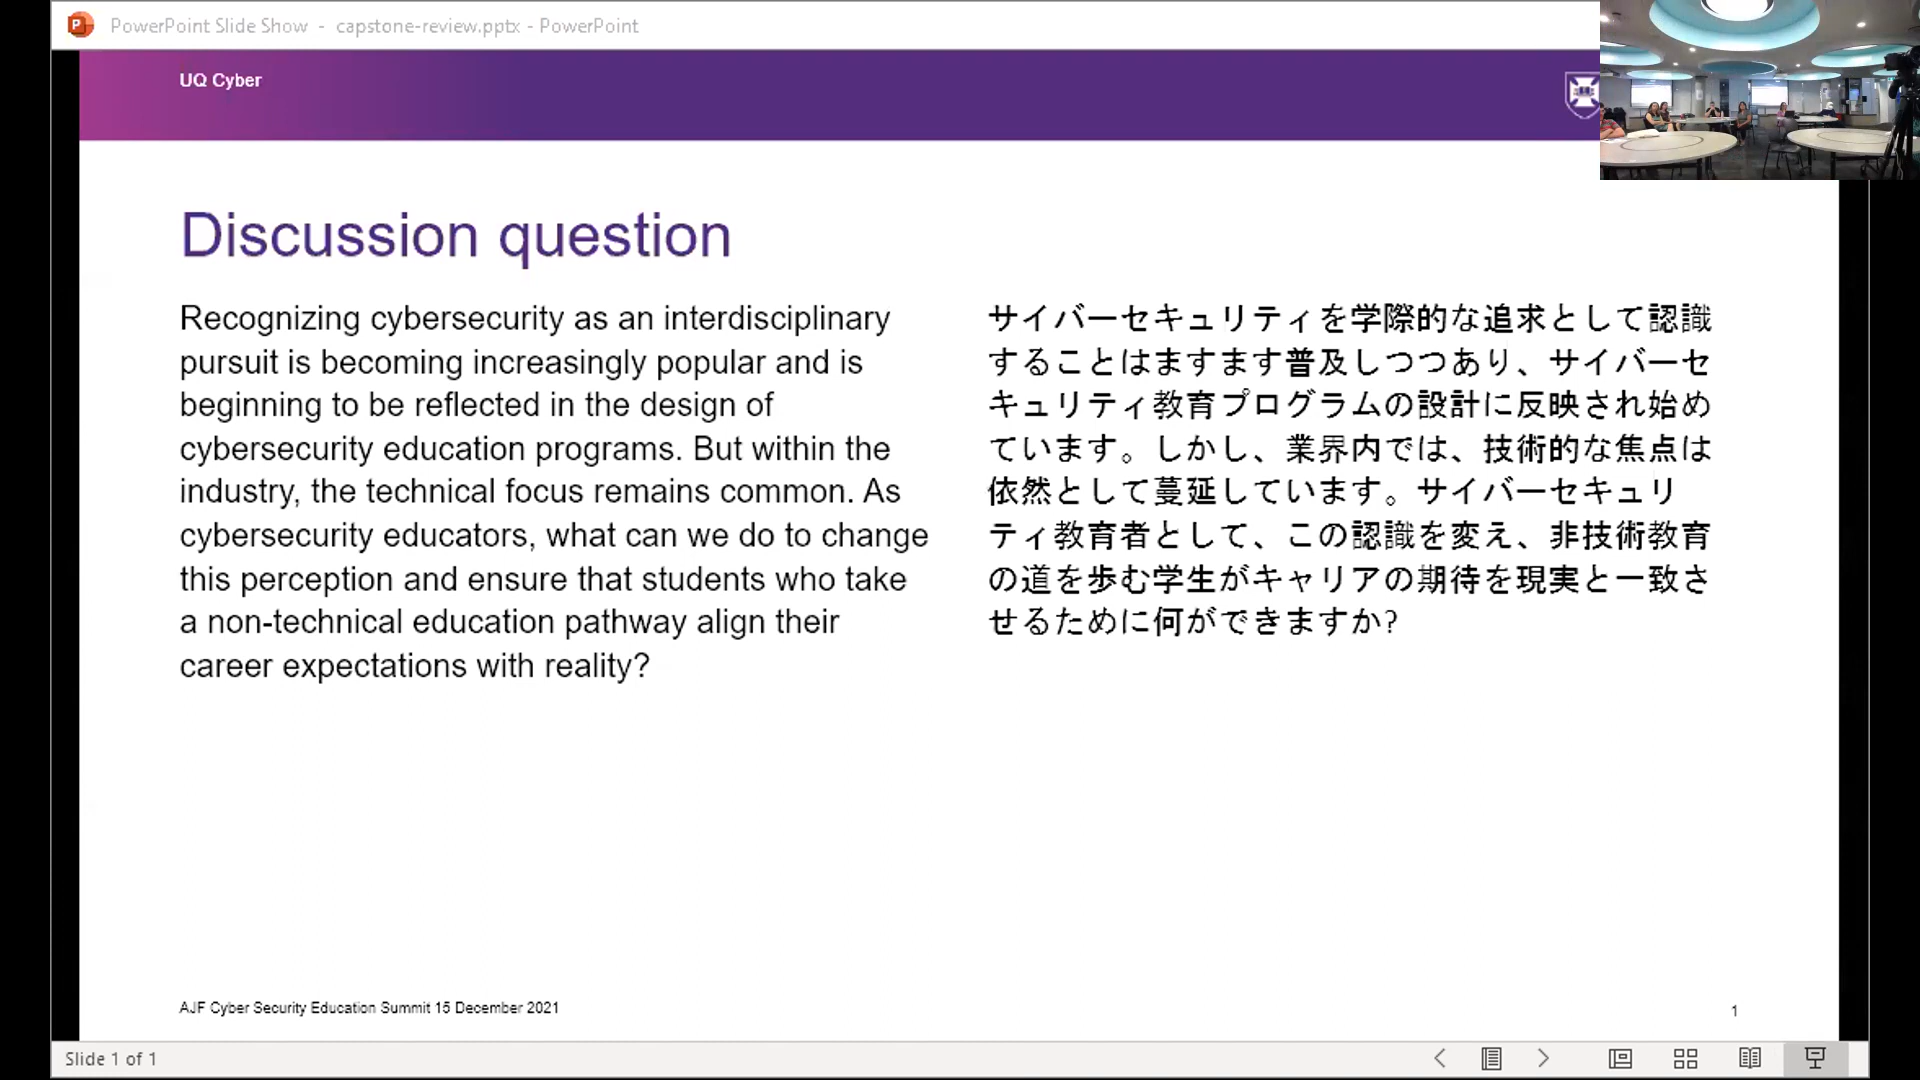 PowerPoint Slide Show - capstone-review.pptx - PowerPoint
UQ Cyber
Discussion question
Recognizing cybersecurity as an interdisciplinary
pursuit is becoming increasingly popular and is
beginning to be reflected in the design of
cybersecurity education programs. But within the
industry, the technical focus remains common. As
cybersecurity educators, what can we do to change
this perception and ensure that students who take
a non-technical education pathway align their
career expectations with reality?
サイバーセキュリティを学際的な追求として認識
することはますます普及しつつあり、サイバーセ
キュリティ教育プログラムの設計に反映され始め
ています。しかし、業界内では、技術的な焦点は
依然として蔓延しています。サイバーセキュリ
ティ教育者として、この認識を変え、非技術教育
の道を歩む学生がキャリアの期待を現実と一致さ
せるために何ができますか?
AJF Cyber Security Education Summit 15 December 2021
1
Slide 1 of 1